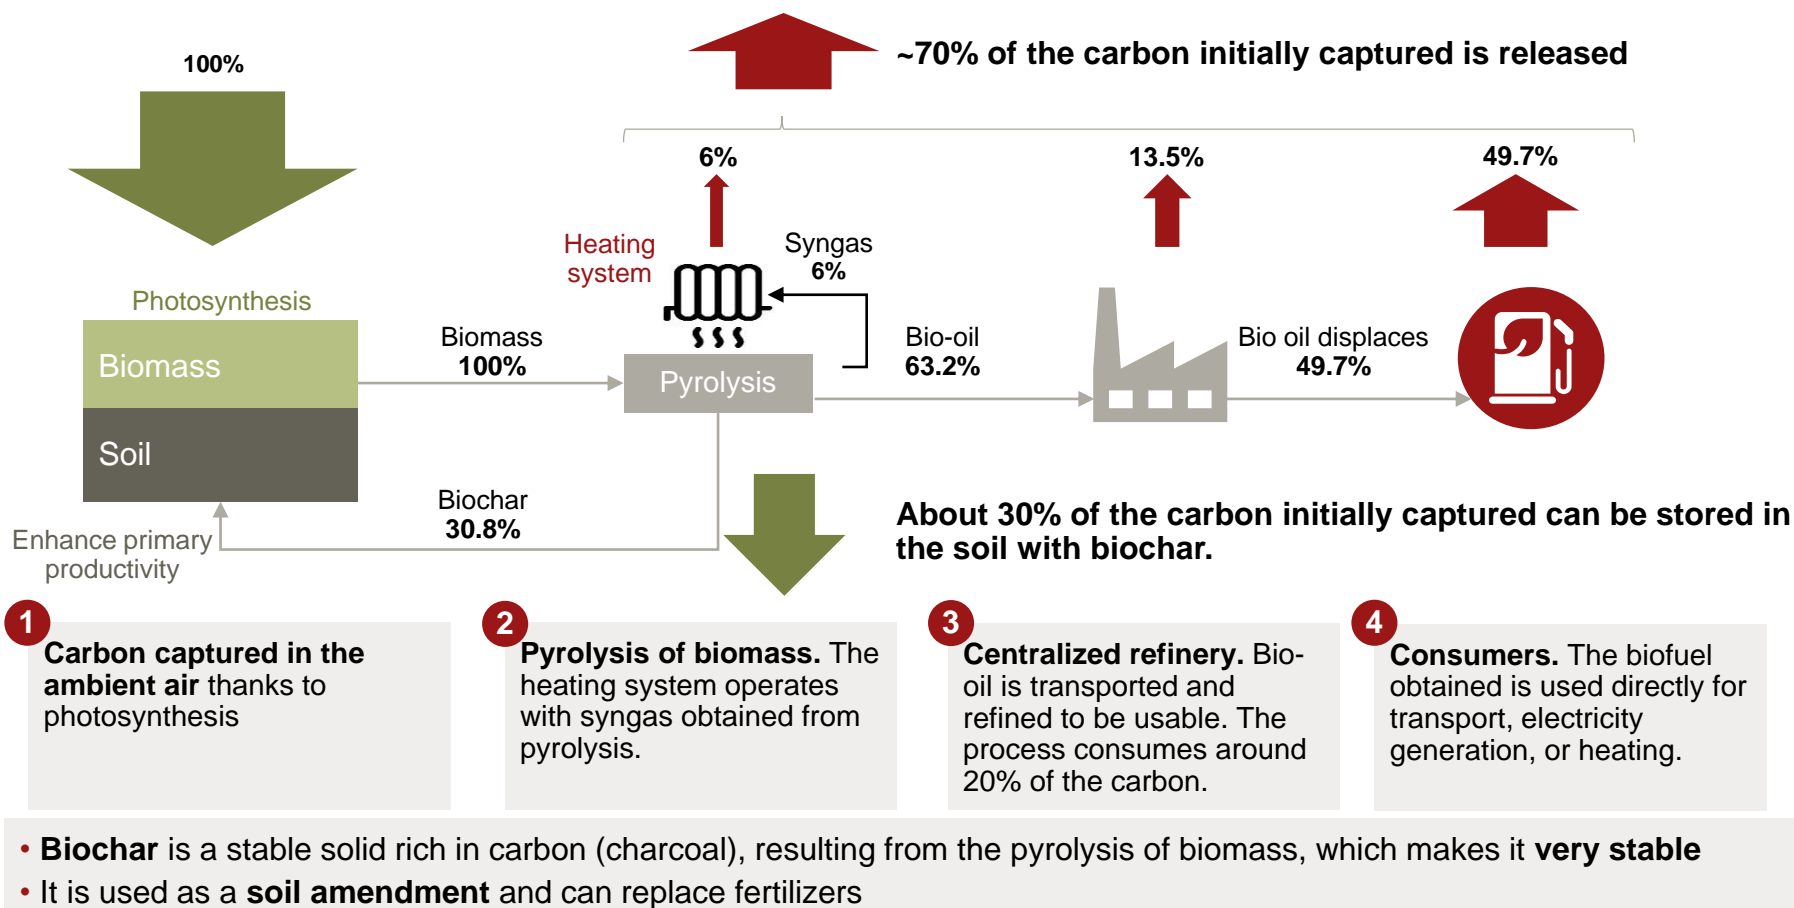 100%
~70% of the carbon initially captured is released
6%
13.5%
49.7%
Photosynthesis
Biomass
Soil
Biomass
100%
Heating
system
Syngas
6%
Pyrolysis
Bio-oil
63.2%
Bio oil displaces
49.7%
Biochar
30.8%
Enhance primary
productivity
About 30% of the carbon initially captured can be stored in
the soil with biochar.
1
Carbon captured in the
ambient air thanks to
photosynthesis
2
Pyrolysis of biomass. The
heating system operates
with syngas obtained from
pyrolysis.
3
Centralized refinery. Bio-
oil is transported and
refined to be usable. The
process consumes around
20% of the carbon.
4
Consumers. The biofuel
obtained is used directly for
transport, electricity
generation, or heating.
• Biochar is a stable solid rich in carbon (charcoal), resulting from the pyrolysis of biomass, which makes it very stable
• It is used as a soil amendment and can replace fertilizers